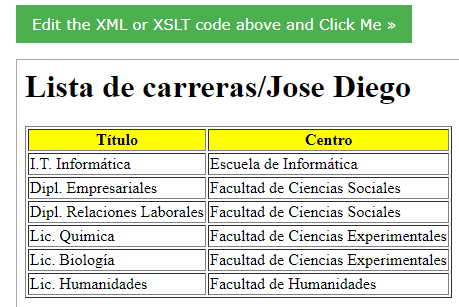 Edit the XML or XSLT code above and Click Me »
Lista de carreras/Jose Diego
Título Centro
I.T. Informática Escuela de Informática
Dipl. Empresariales Facultad de Ciencias Sociales
Dipl. Relaciones Laborales Facultad de Ciencias Sociales
Lic. Quimica Facultad de Ciencias Experimentales
Lic. Biología Facultad de Ciencias Experimentales
Lic. Humanidades Facultad de Humanidades